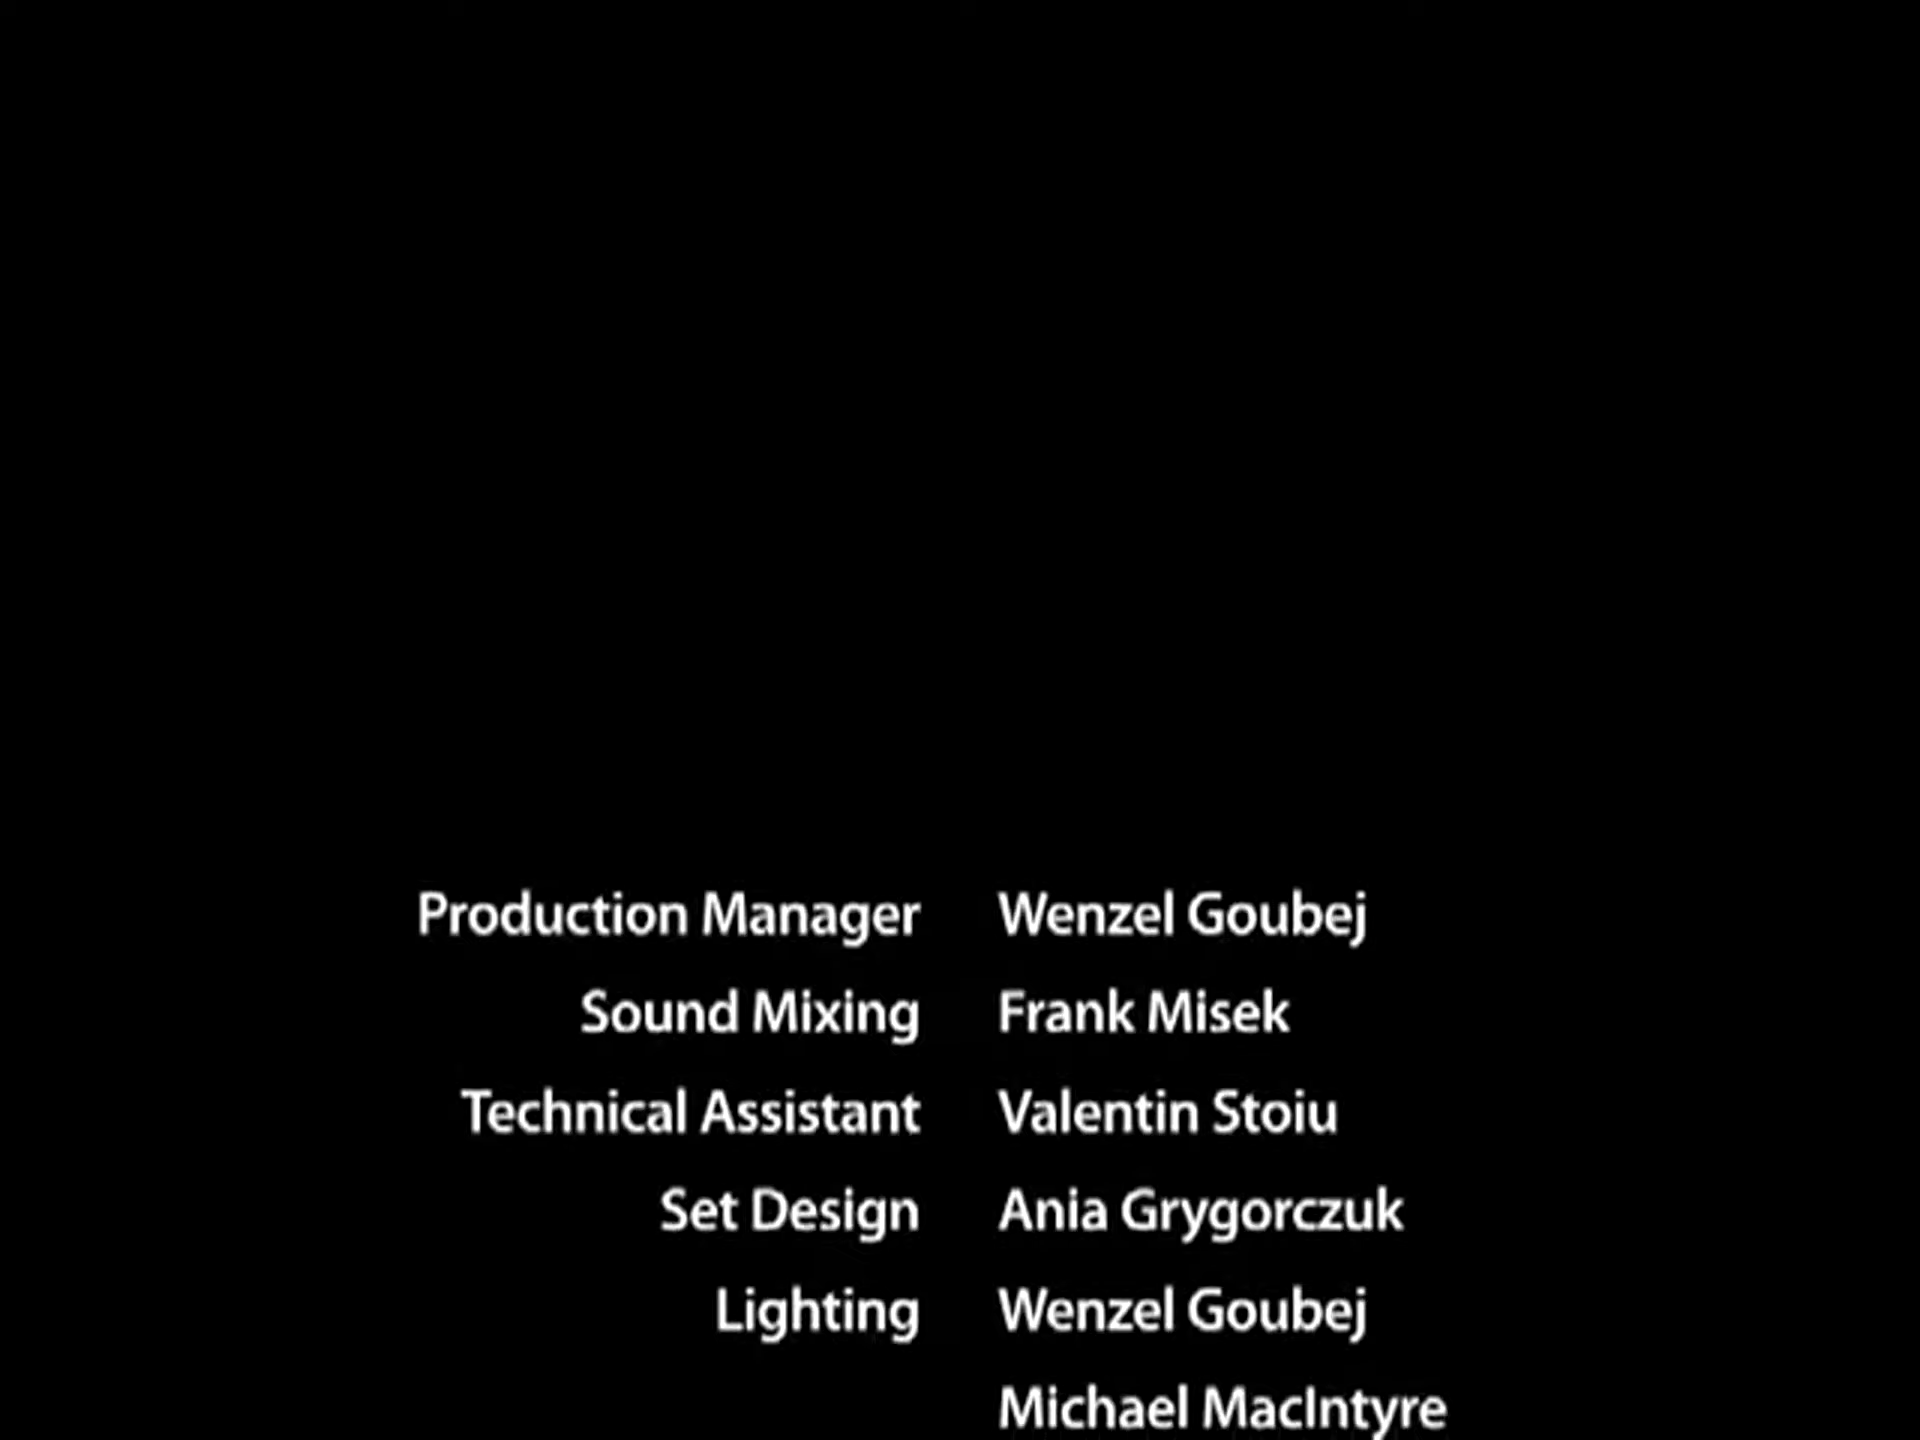 Production Manager Wenzel Goubej
Sound Mixing Frank Misek
Technical Assistant Valentin Stoiu
Set Design Ania Grygorczuk
Lighting Wenzel Goubej
Michael MacIntyre